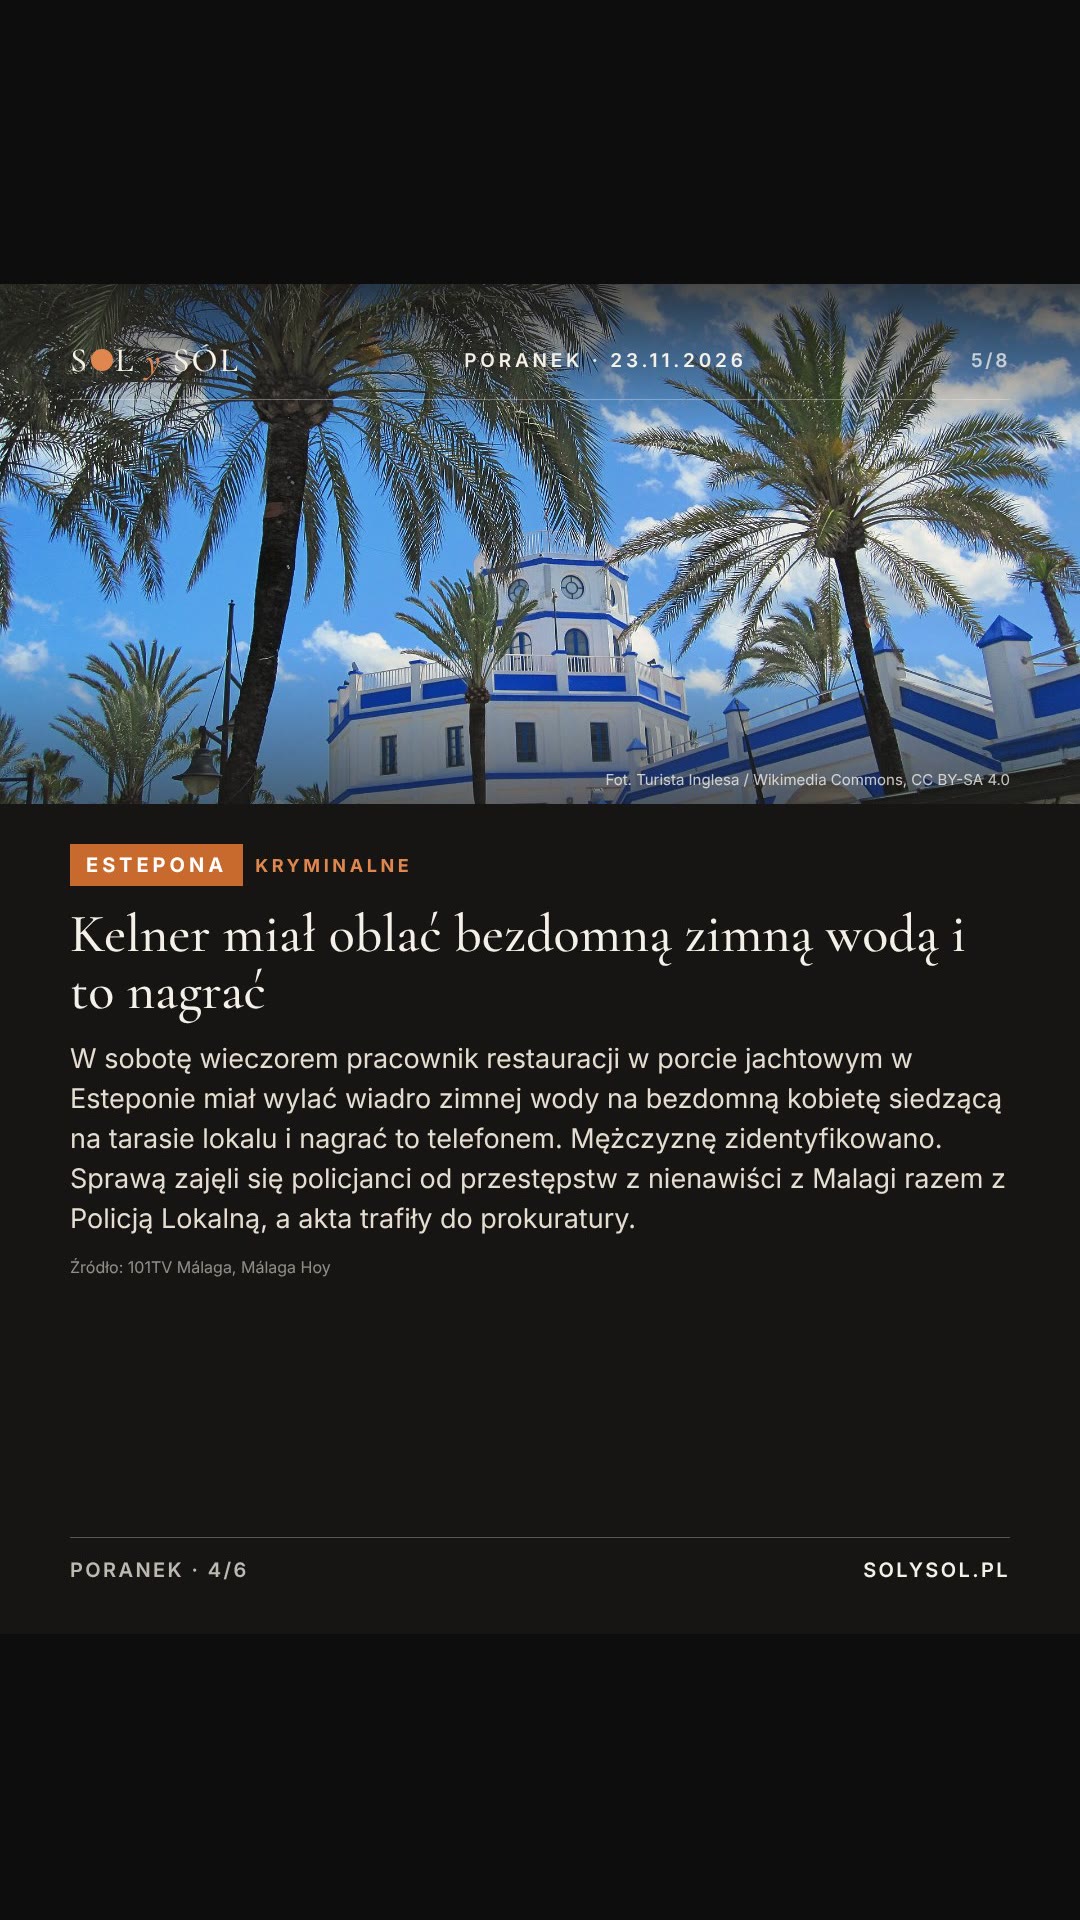 SOL y SÓL
PORANEK · 23.11.2026
5/8
Fot. Turista Inglesa / Wikimedia Commons, CC BY-SA 4.0
ESTEPONA
KRYMINALNE
Kelner miał oblać bezdomną zimną wodą i
to nagrać
W sobotę wieczorem pracownik restauracji w porcie jachtowym w
Esteponie miał wylać wiadro zimnej wody na bezdomną kobietę siedzącą
na tarasie lokalu i nagrać to telefonem. Mężczyznę zidentyfikowano.
Sprawą zajęli się policjanci od przestępstw z nienawiści z Malagi razem z
Policją Lokalną, a akta trafiły do prokuratury.
Źródło: 101TV Málaga, Málaga Hoy
PORANEK · 4/6
SOLYSOL.PL